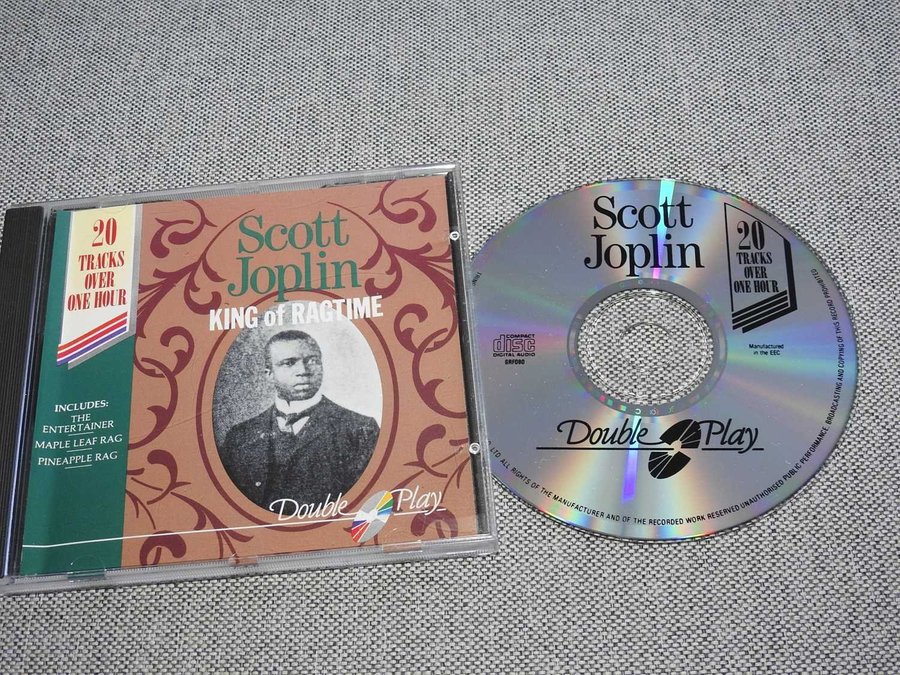 20
TRACKS
OVER
ONE HOUR
Scott
Joplin
KING of RAGTIME
INCLUDES:
THE
ENTERTAINER
MAPLE LEAF RAG
PINEAPPLE RAG
Double Play
Scott
Joplin
20
TRACKS
OVER
ONE HOUR
COMPACT
disc
DIGITAL AUDIO
GRF080
Manufactured
in the EEC
Double Play
LTD ALL RIGHTS OF THE MANUFACTURER AND OF THE RECORDED WORK RESERVED UNAUTHORISED PUBLIC PERFORMANCE BROADCASTING AND COPYING OF THIS RECORD PROHIBITED